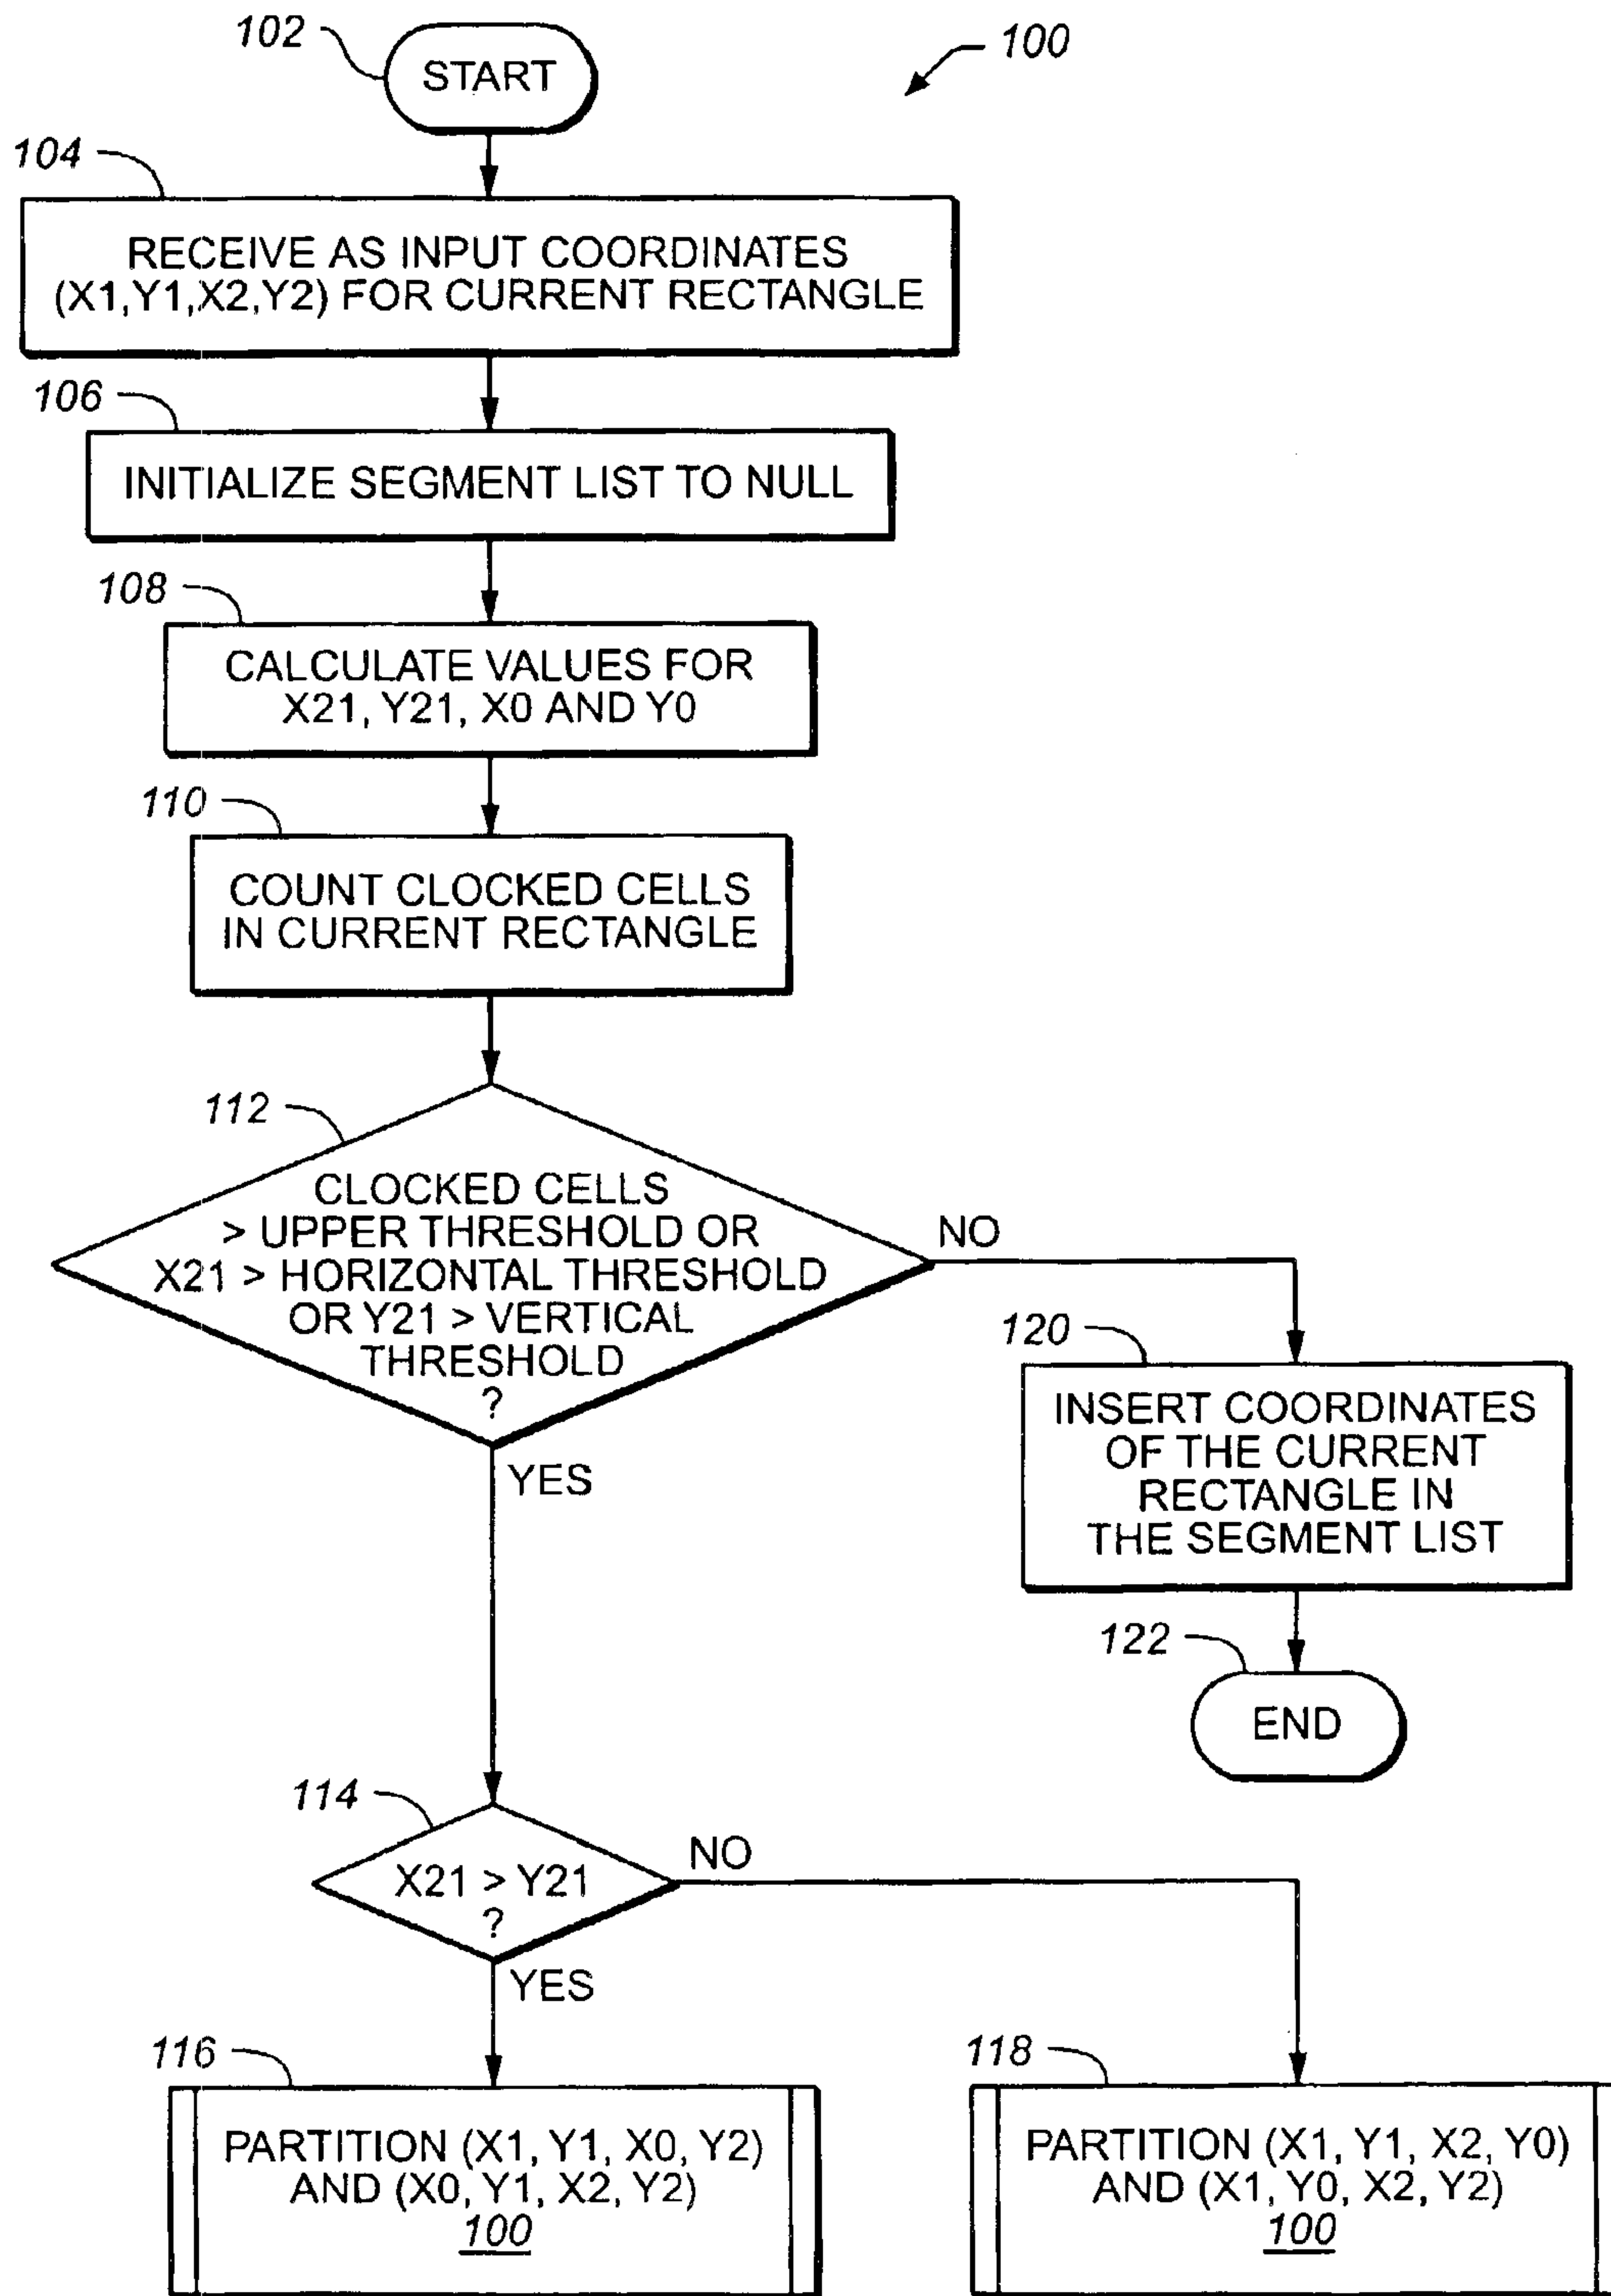 102
START
100
104
RECEIVE AS INPUT COORDINATES
(X1,Y1,X2,Y2) FOR CURRENT RECTANGLE
106
INITIALIZE SEGMENT LIST TO NULL
108
CALCULATE VALUES FOR
X21, Y21, X0 AND Y0
110
COUNT CLOCKED CELLS
IN CURRENT RECTANGLE
112
CLOCKED CELLS
> UPPER THRESHOLD OR
X21 > HORIZONTAL THRESHOLD
OR Y21 > VERTICAL
THRESHOLD
?
NO
YES
120
INSERT COORDINATES
OF THE CURRENT
RECTANGLE IN
THE SEGMENT LIST
122
END
114
X21 > Y21
?
NO
YES
116
PARTITION (X1, Y1, X0, Y2)
AND (X0, Y1, X2, Y2)
100
118
PARTITION (X1, Y1, X2, Y0)
AND (X1, Y0, X2, Y2)
100